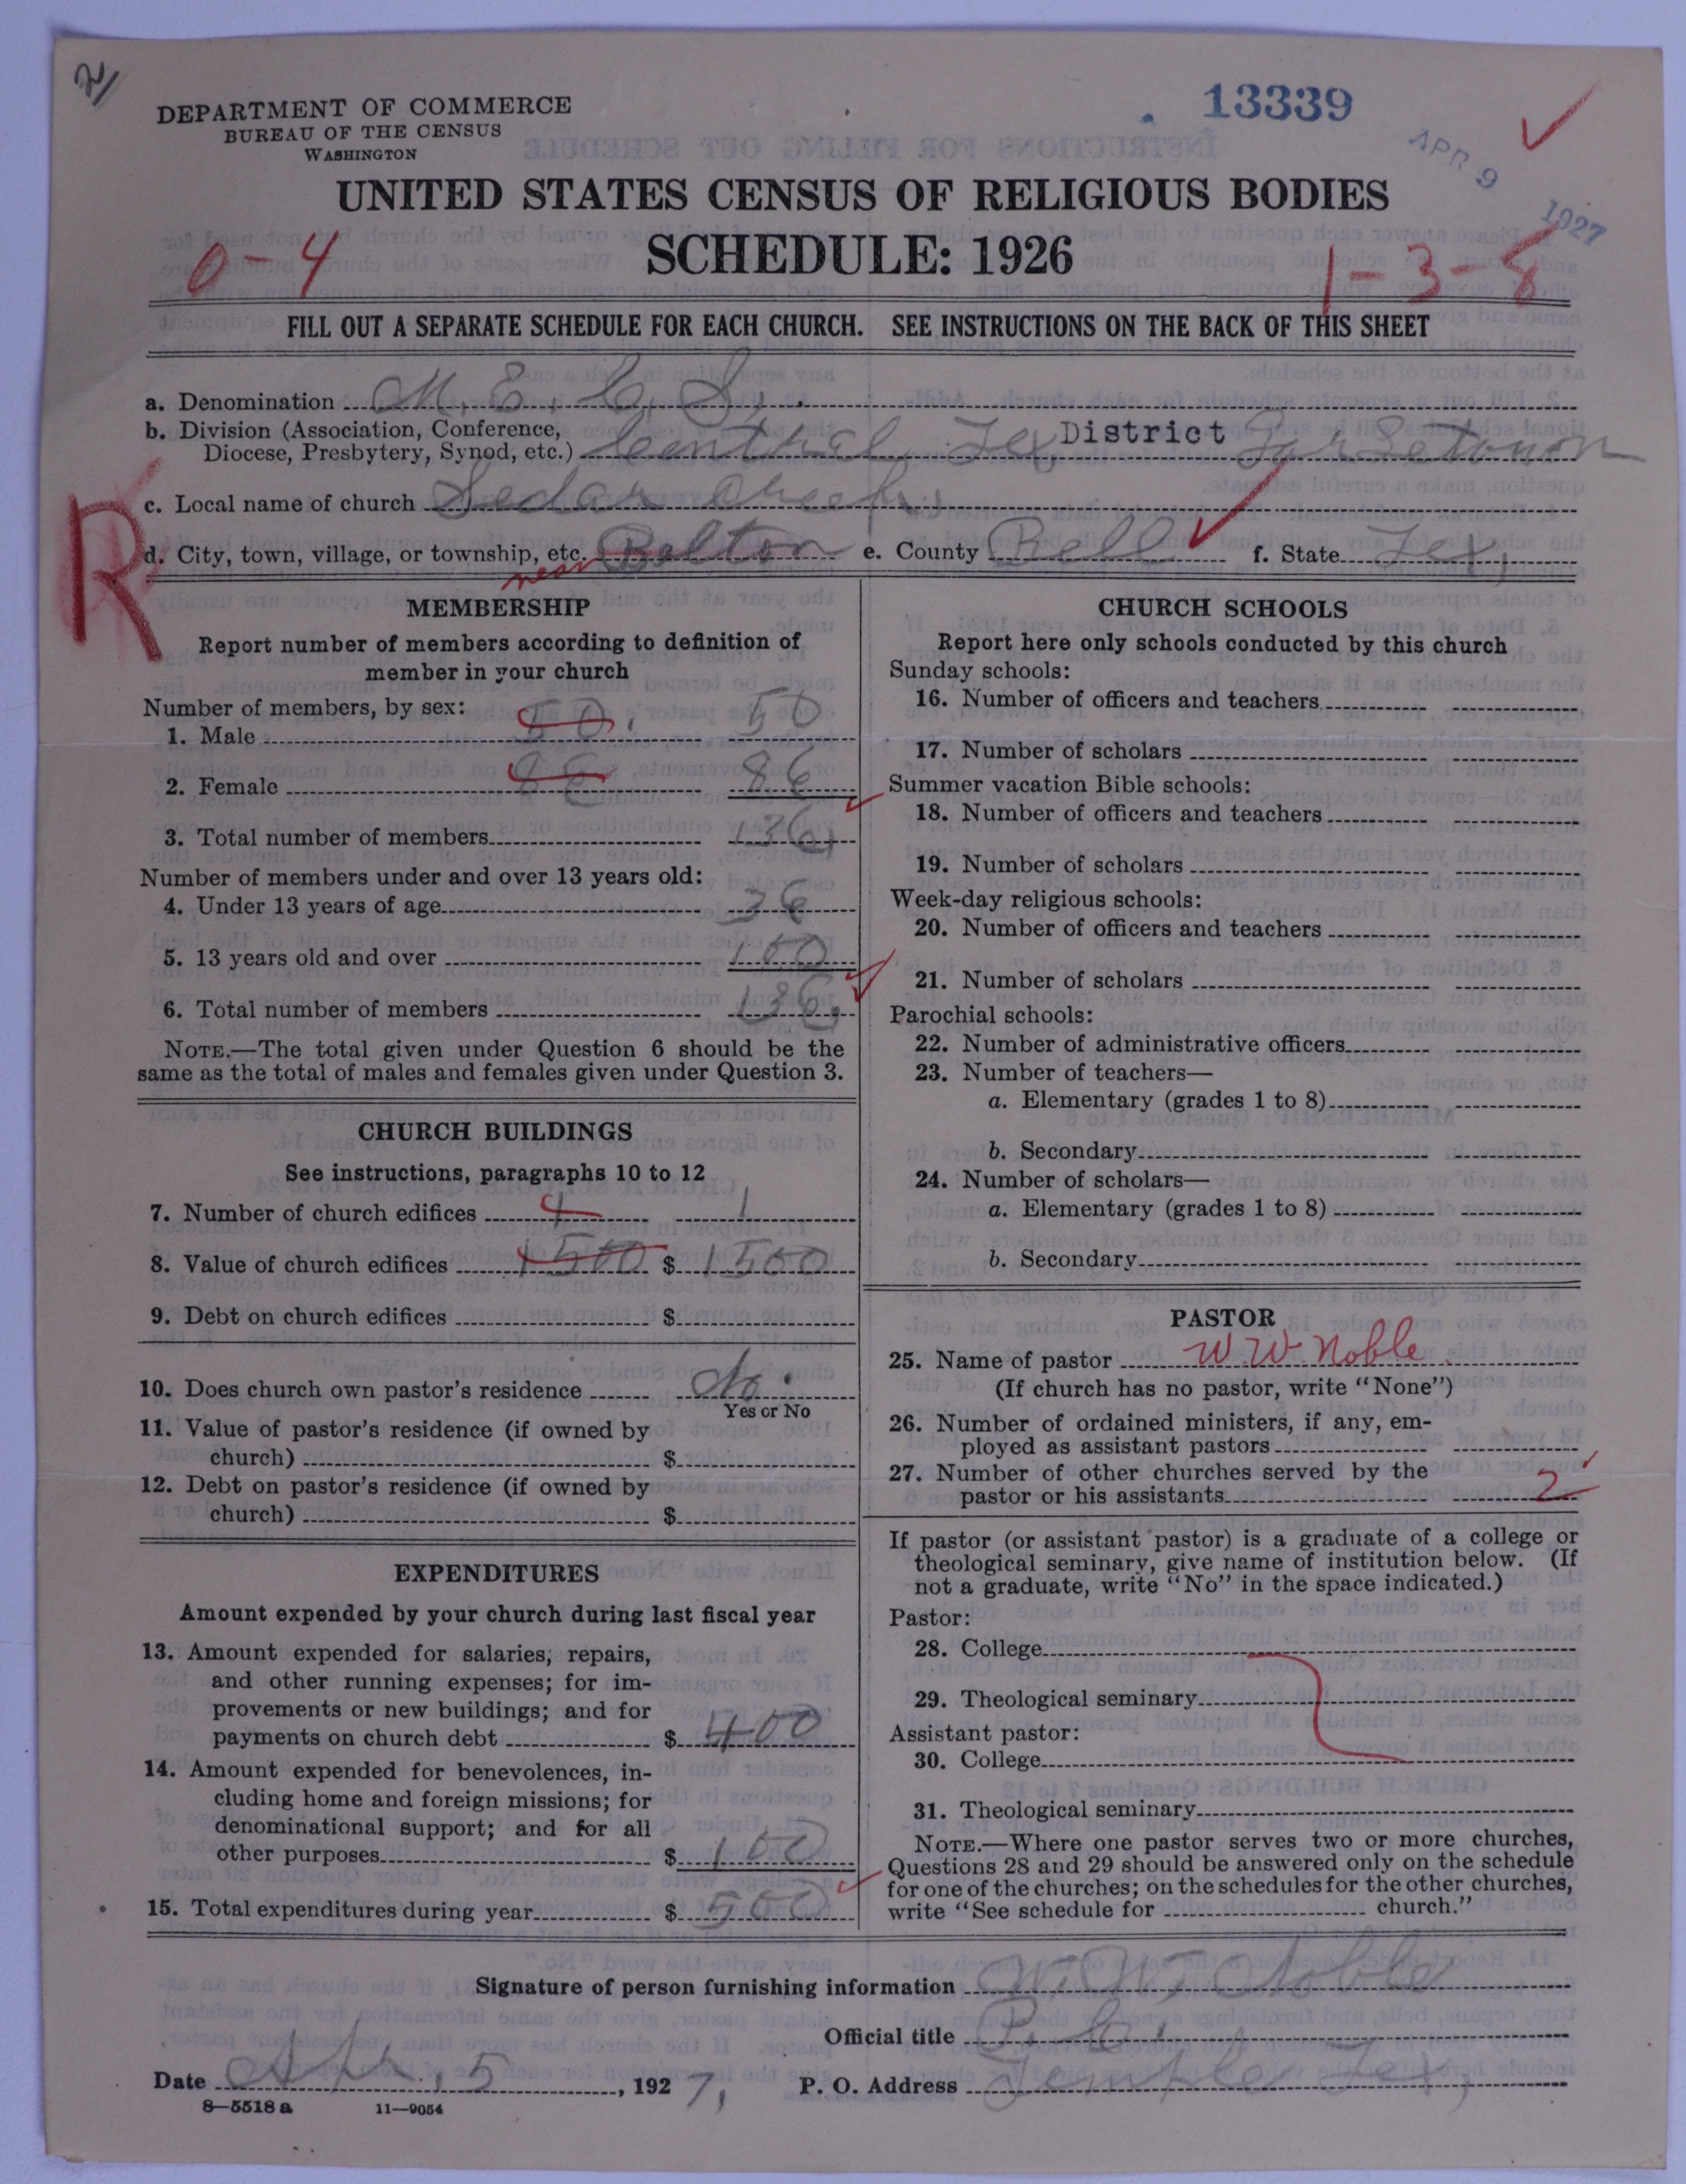 2/
DEPARTMENT OF COMMERCE
BUREAU OF THE CENSUS
WASHINGTON
13339
APR 9 1927
UNITED STATES CENSUS OF RELIGIOUS BODIES
SCHEDULE: 1926
0-4
1-3-8
FILL OUT A SEPARATE SCHEDULE FOR EACH CHURCH. SEE INSTRUCTIONS ON THE BACK OF THIS SHEET
a. Denomination M. E. C. S.
b. Division (Association, Conference,
Diocese, Presbytery, Synod, etc.) Central Tex District
c. Local name of church Sedar Creek
R
d. City, town, village, or township, etc. near Belton e. County Bell f. State Tex,
MEMBERSHIP
Report number of members according to definition of
member in your church
Number of members, by sex:
1. Male 50. 50
2. Female 86 86
3. Total number of members 136
Number of members under and over 13 years old:
4. Under 13 years of age 36
5. 13 years old and over 100
6. Total number of members 136
NOTE.—The total given under Question 6 should be the
same as the total of males and females given under Question 3.
CHURCH BUILDINGS
See instructions, paragraphs 10 to 12
7. Number of church edifices 1 1
8. Value of church edifices 1500 $ 1500
9. Debt on church edifices $
10. Does church own pastor's residence No
Yes or No
11. Value of pastor's residence (if owned by
church) $
12. Debt on pastor's residence (if owned by
church) $
EXPENDITURES
Amount expended by your church during last fiscal year
13. Amount expended for salaries, repairs,
and other running expenses; for im-
provements or new buildings; and for
payments on church debt $ 400
14. Amount expended for benevolences, in-
cluding home and foreign missions; for
denominational support; and for all
other purposes $ 100
15. Total expenditures during year $ 500
CHURCH SCHOOLS
Report here only schools conducted by this church
Sunday schools:
16. Number of officers and teachers
17. Number of scholars
Summer vacation Bible schools:
18. Number of officers and teachers
19. Number of scholars
Week-day religious schools:
20. Number of officers and teachers
21. Number of scholars
Parochial schools:
22. Number of administrative officers
23. Number of teachers—
a. Elementary (grades 1 to 8)
b. Secondary
24. Number of scholars—
a. Elementary (grades 1 to 8)
b. Secondary
PASTOR
25. Name of pastor W. W. Noble
(If church has no pastor, write "None")
26. Number of ordained ministers, if any, em-
ployed as assistant pastors
27. Number of other churches served by the
pastor or his assistants 2
If pastor (or assistant pastor) is a graduate of a college or
theological seminary, give name of institution below. (If
not a graduate, write "No" in the space indicated.)
Pastor:
28. College
29. Theological seminary
Assistant pastor:
30. College
31. Theological seminary
NOTE.—Where one pastor serves two or more churches,
Questions 28 and 29 should be answered only on the schedule
for one of the churches; on the schedules for the other churches,
write "See schedule for church."
Signature of person furnishing information W. W. Noble
Official title P. C.
Date Apr. 5, 1927, P. O. Address Temple Tex,
8—5518 a 11—9054